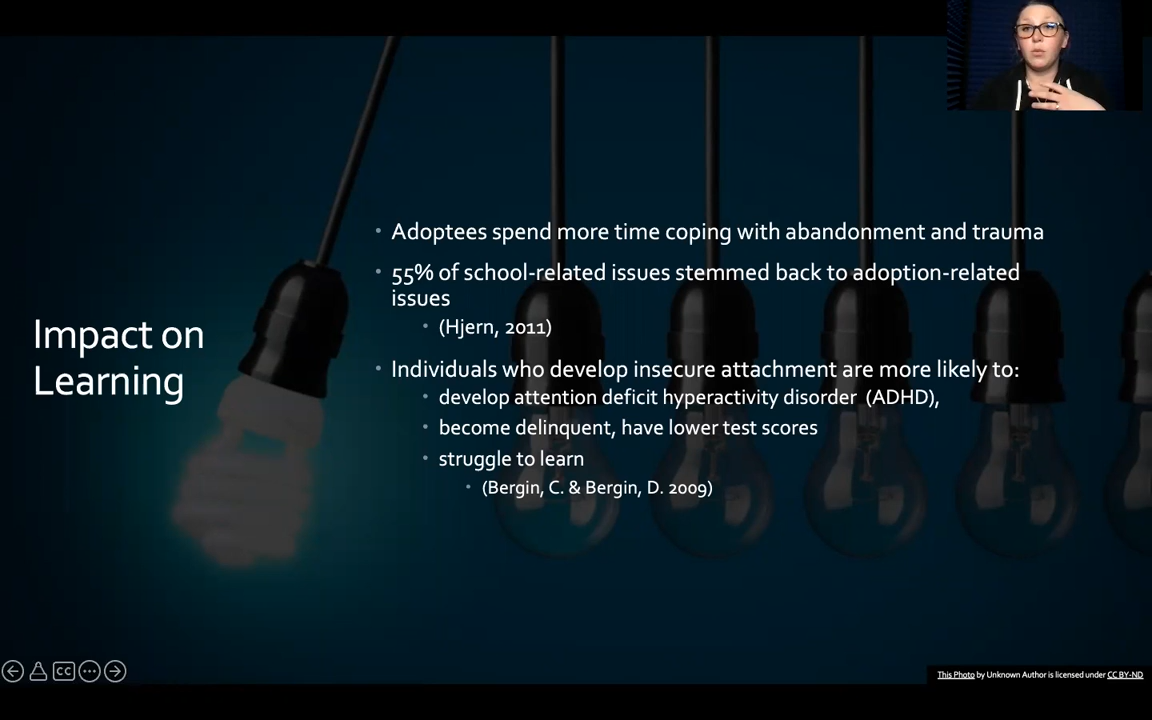 Impact on
Learning
Adoptees spend more time coping with abandonment and trauma
55% of school-related issues stemmed back to adoption-related
issues
(Hjern, 2011)
Individuals who develop insecure attachment are more likely to:
develop attention deficit hyperactivity disorder (ADHD),
become delinquent, have lower test scores
struggle to learn
(Bergin, C. & Bergin, D. 2009)
CC
This Photo by Unknown Author is licensed under CC BY-ND